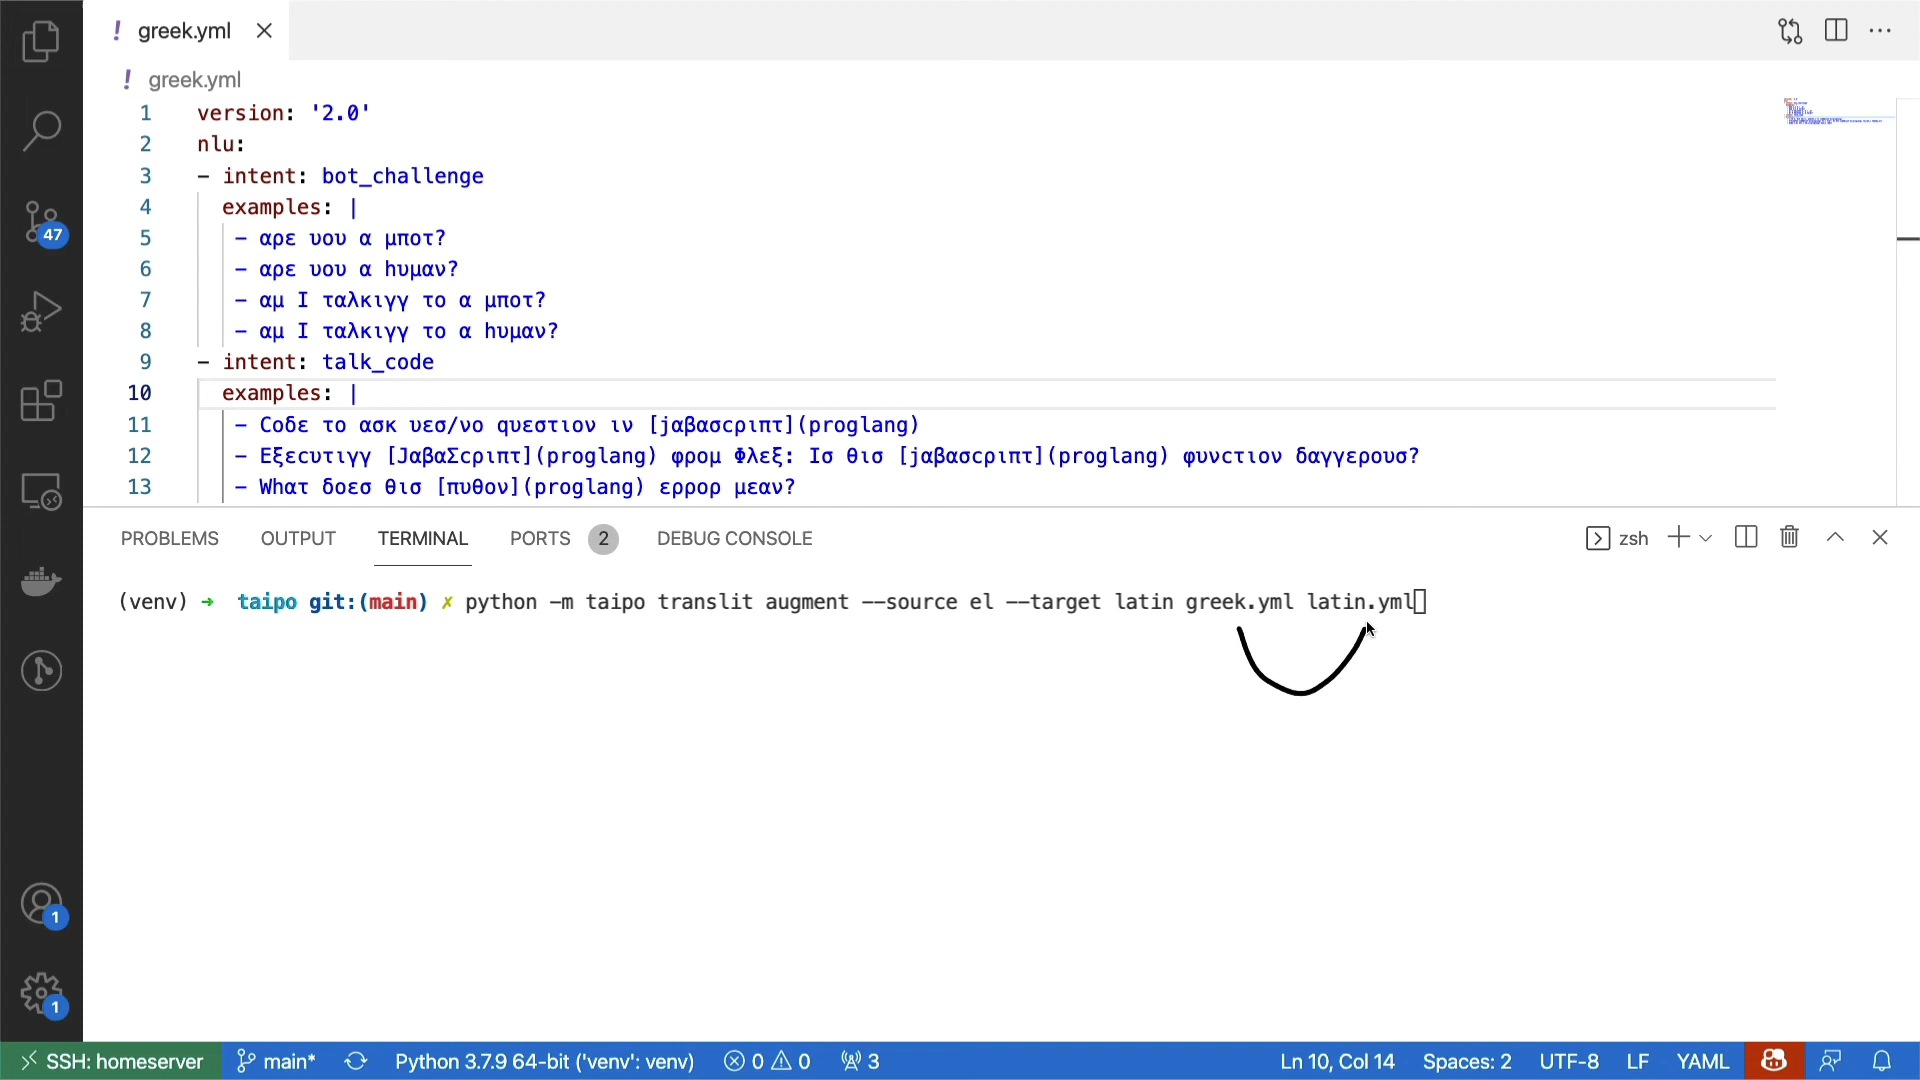 greek.yml
greek.yml
1 version: '2.0'
2 nlu:
3 - intent: bot_challenge
4 examples: |
5 - αρε υου α μποτ?
6 - αρε υου α hυμαν?
7 - αμ I ταλκιγγ το α μποτ?
8 - αμ I ταλκιγγ το α hυμαν?
9 - intent: talk_code
10 examples: |
11 - Cοδε το ασκ υεσ/νο qυεστιον ιν [jαβασcριπτ](proglang)
12 - Εξεcυτιγγ [JαβαΣcριπτ](proglang) φρομ Φλεξ: Ισ θισ [jαβασcριπτ](proglang) φυνcτιον δαγγερουσ?
13 - Whατ δοεσ θισ [πυθον](proglang) ερρορ μεαν?
PROBLEMS OUTPUT TERMINAL PORTS 2 DEBUG CONSOLE zsh
(venv) ➜ taipo git:(main) ✗ python -m taipo translit augment --source el --target latin greek.yml latin.yml
47
1
1
SSH: homeserver main* Python 3.7.9 64-bit ('venv': venv) 0 0 3 Ln 10, Col 14 Spaces: 2 UTF-8 LF YAML